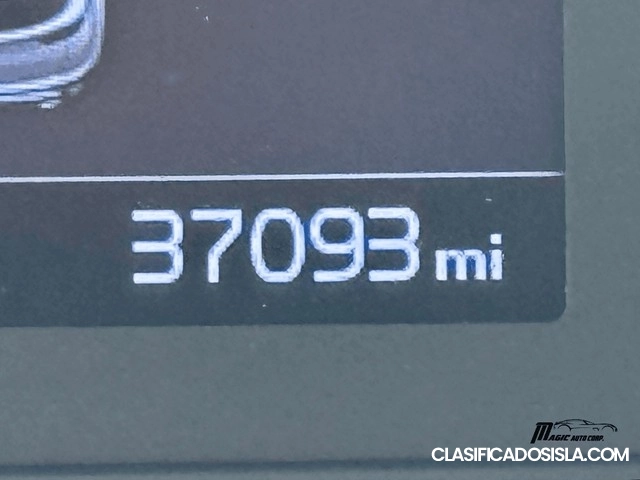 37093 mi
MAGIC AUTO CORP.
CLASIFICADOSISLA.COM